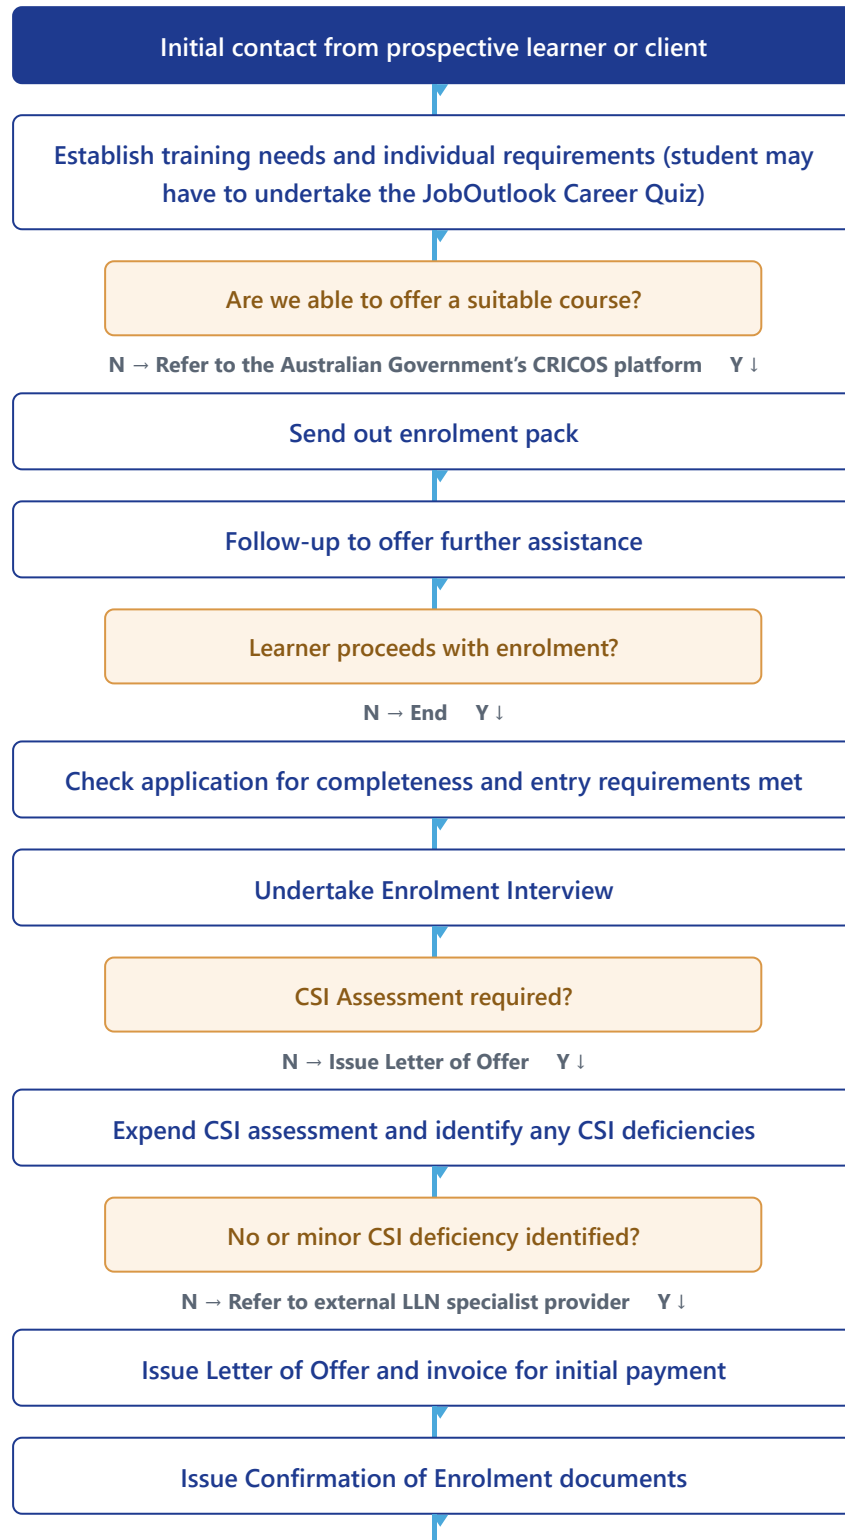 Initial contact from prospective learner or client
Establish training needs and individual requirements (student may
have to undertake the JobOutlook Career Quiz)
Are we able to offer a suitable course?
N → Refer to the Australian Government’s CRICOS platform Y ↓
Send out enrolment pack
Follow-up to offer further assistance
Learner proceeds with enrolment?
N → End Y ↓
Check application for completeness and entry requirements met
Undertake Enrolment Interview
CSI Assessment required?
N → Issue Letter of Offer Y ↓
Expend CSI assessment and identify any CSI deficiencies
No or minor CSI deficiency identified?
N → Refer to external LLN specialist provider Y ↓
Issue Letter of Offer and invoice for initial payment
Issue Confirmation of Enrolment documents